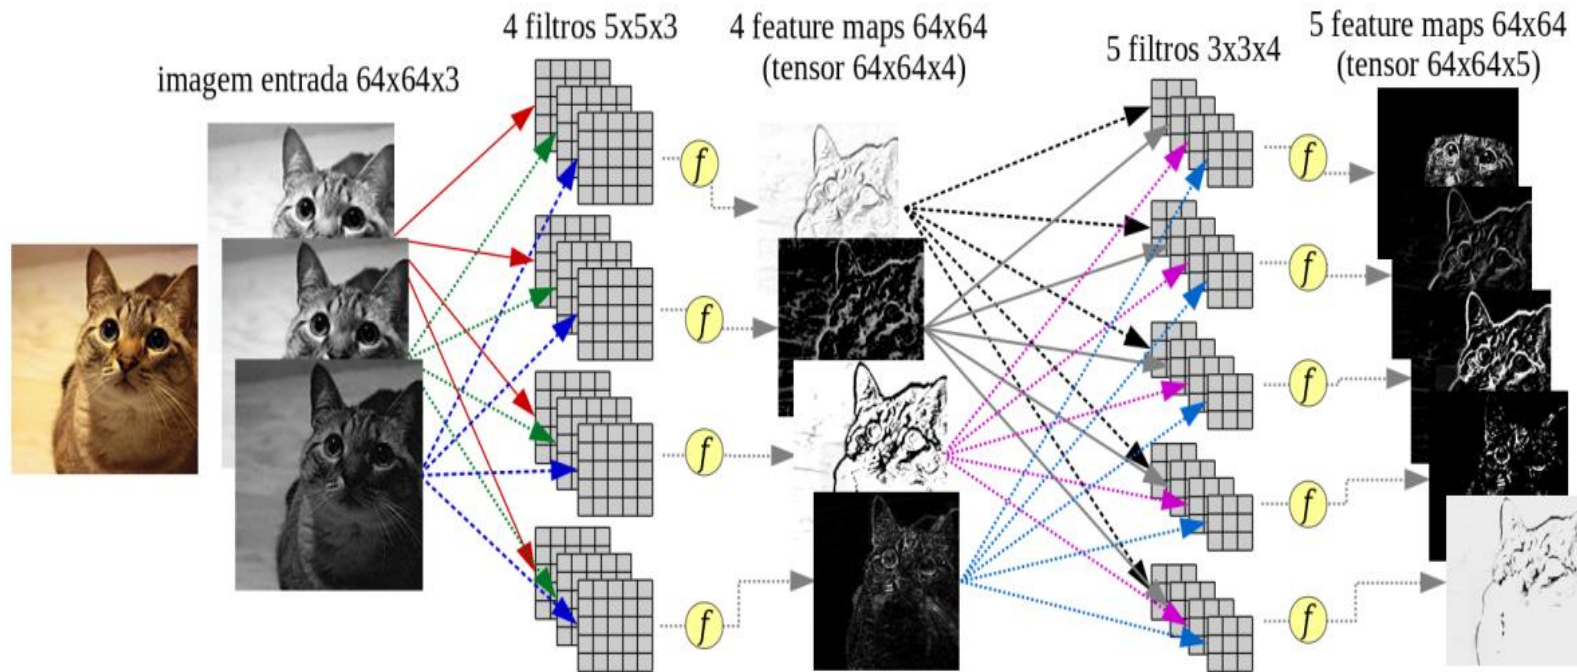 imagem entrada 64x64x3
4 filtros 5x5x3
4 feature maps 64x64
(tensor 64x64x4)
5 filtros 3x3x4
5 feature maps 64x64
(tensor 64x64x5)
f
f
f
f
f
f
f
f
f